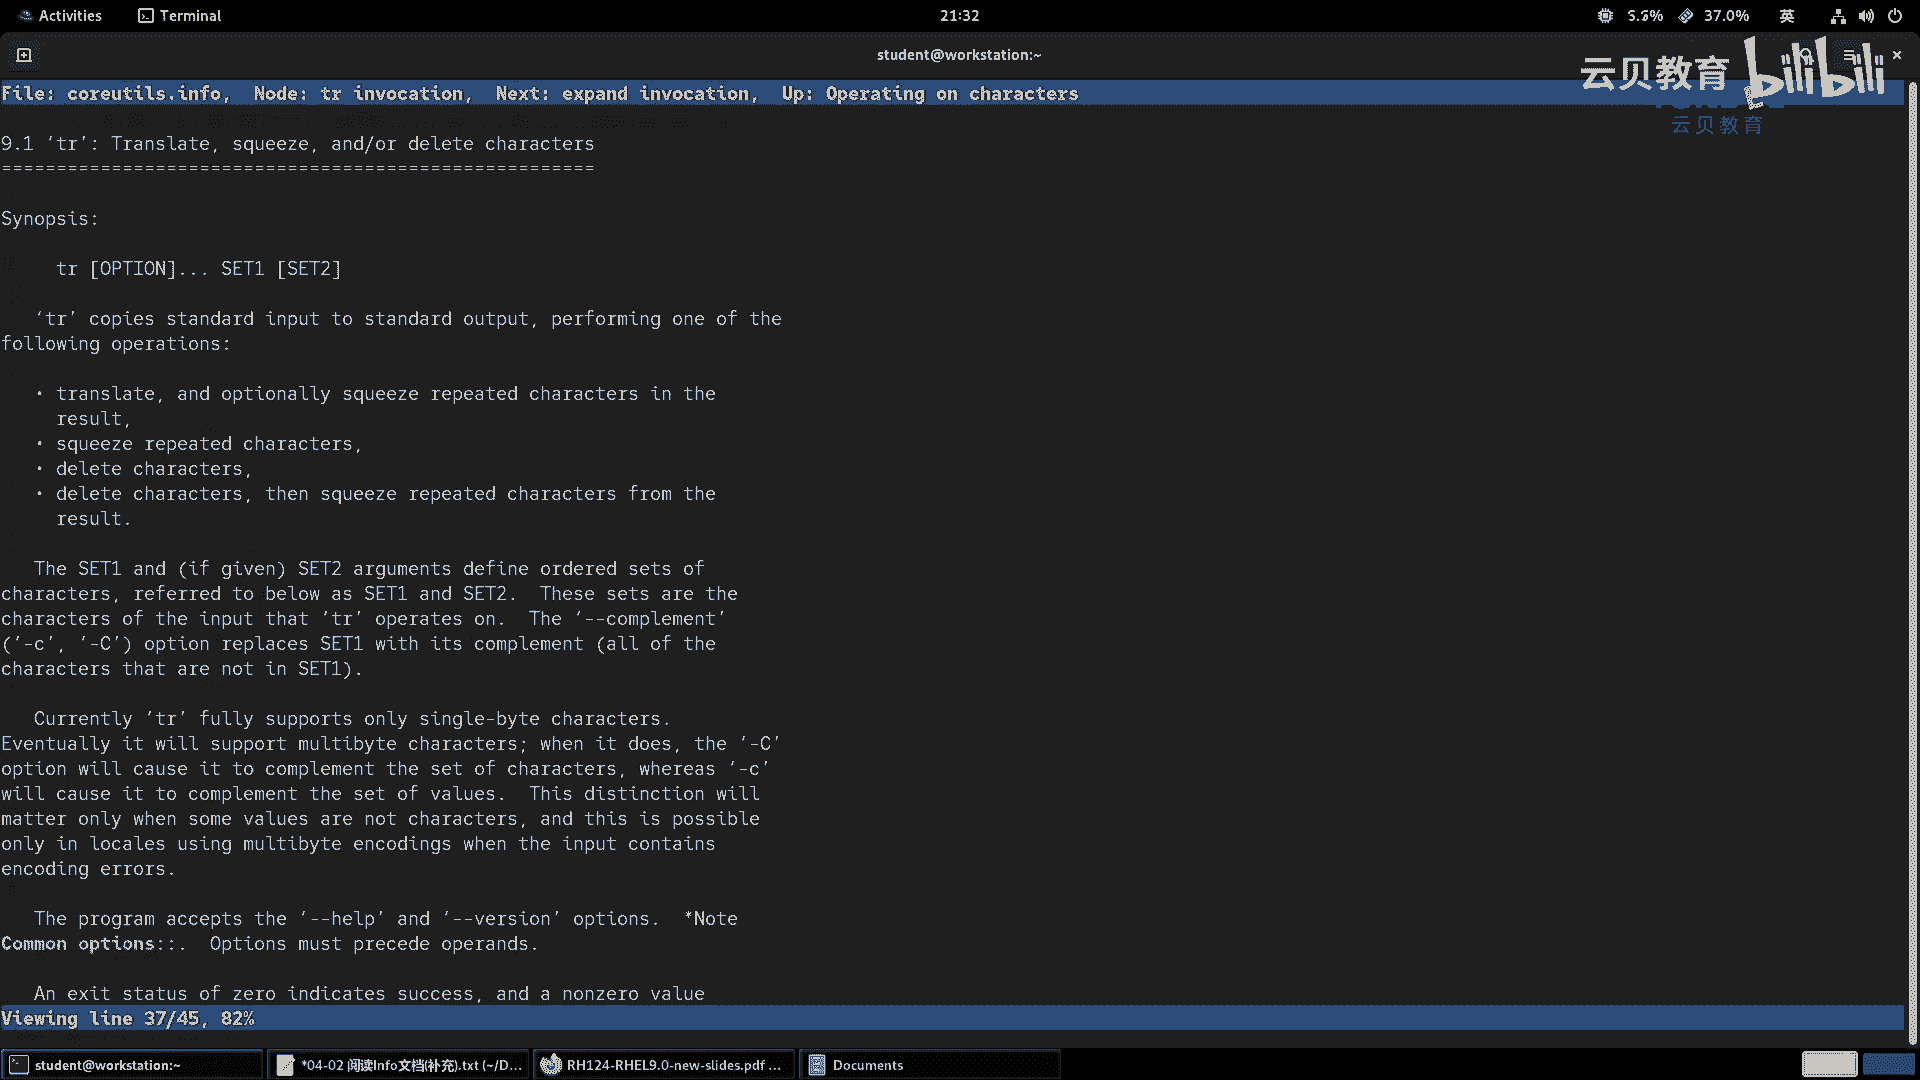 Activities
Terminal
21:32
5.5%
37.0%
英
student@workstation:~
云贝教育
bilibili
云贝教育
File: coreutils.info,  Node: tr invocation,  Next: expand invocation,  Up: Operating on characters
9.1 ‘tr’: Translate, squeeze, and/or delete characters
======================================================
Synopsis:
tr [OPTION]... SET1 [SET2]
‘tr’ copies standard input to standard output, performing one of the
following operations:
• translate, and optionally squeeze repeated characters in the
result,
• squeeze repeated characters,
• delete characters,
• delete characters, then squeeze repeated characters from the
result.
The SET1 and (if given) SET2 arguments define ordered sets of
characters, referred to below as SET1 and SET2.  These sets are the
characters of the input that ‘tr’ operates on.  The ‘--complement’
(‘-c’, ‘-C’) option replaces SET1 with its complement (all of the
characters that are not in SET1).
Currently ‘tr’ fully supports only single-byte characters.
Eventually it will support multibyte characters; when it does, the ‘-C’
option will cause it to complement the set of characters, whereas ‘-c’
will cause it to complement the set of values.  This distinction will
matter only when some values are not characters, and this is possible
only in locales using multibyte encodings when the input contains
encoding errors.
The program accepts the ‘--help’ and ‘--version’ options.  *Note
Common options::.  Options must precede operands.
An exit status of zero indicates success, and a nonzero value
Viewing line 37/45, 82%
student@workstation:~
*04-02 阅读Info文档(补充).txt (~/D...
RH124-RHEL9.0-new-slides.pdf ...
Documents